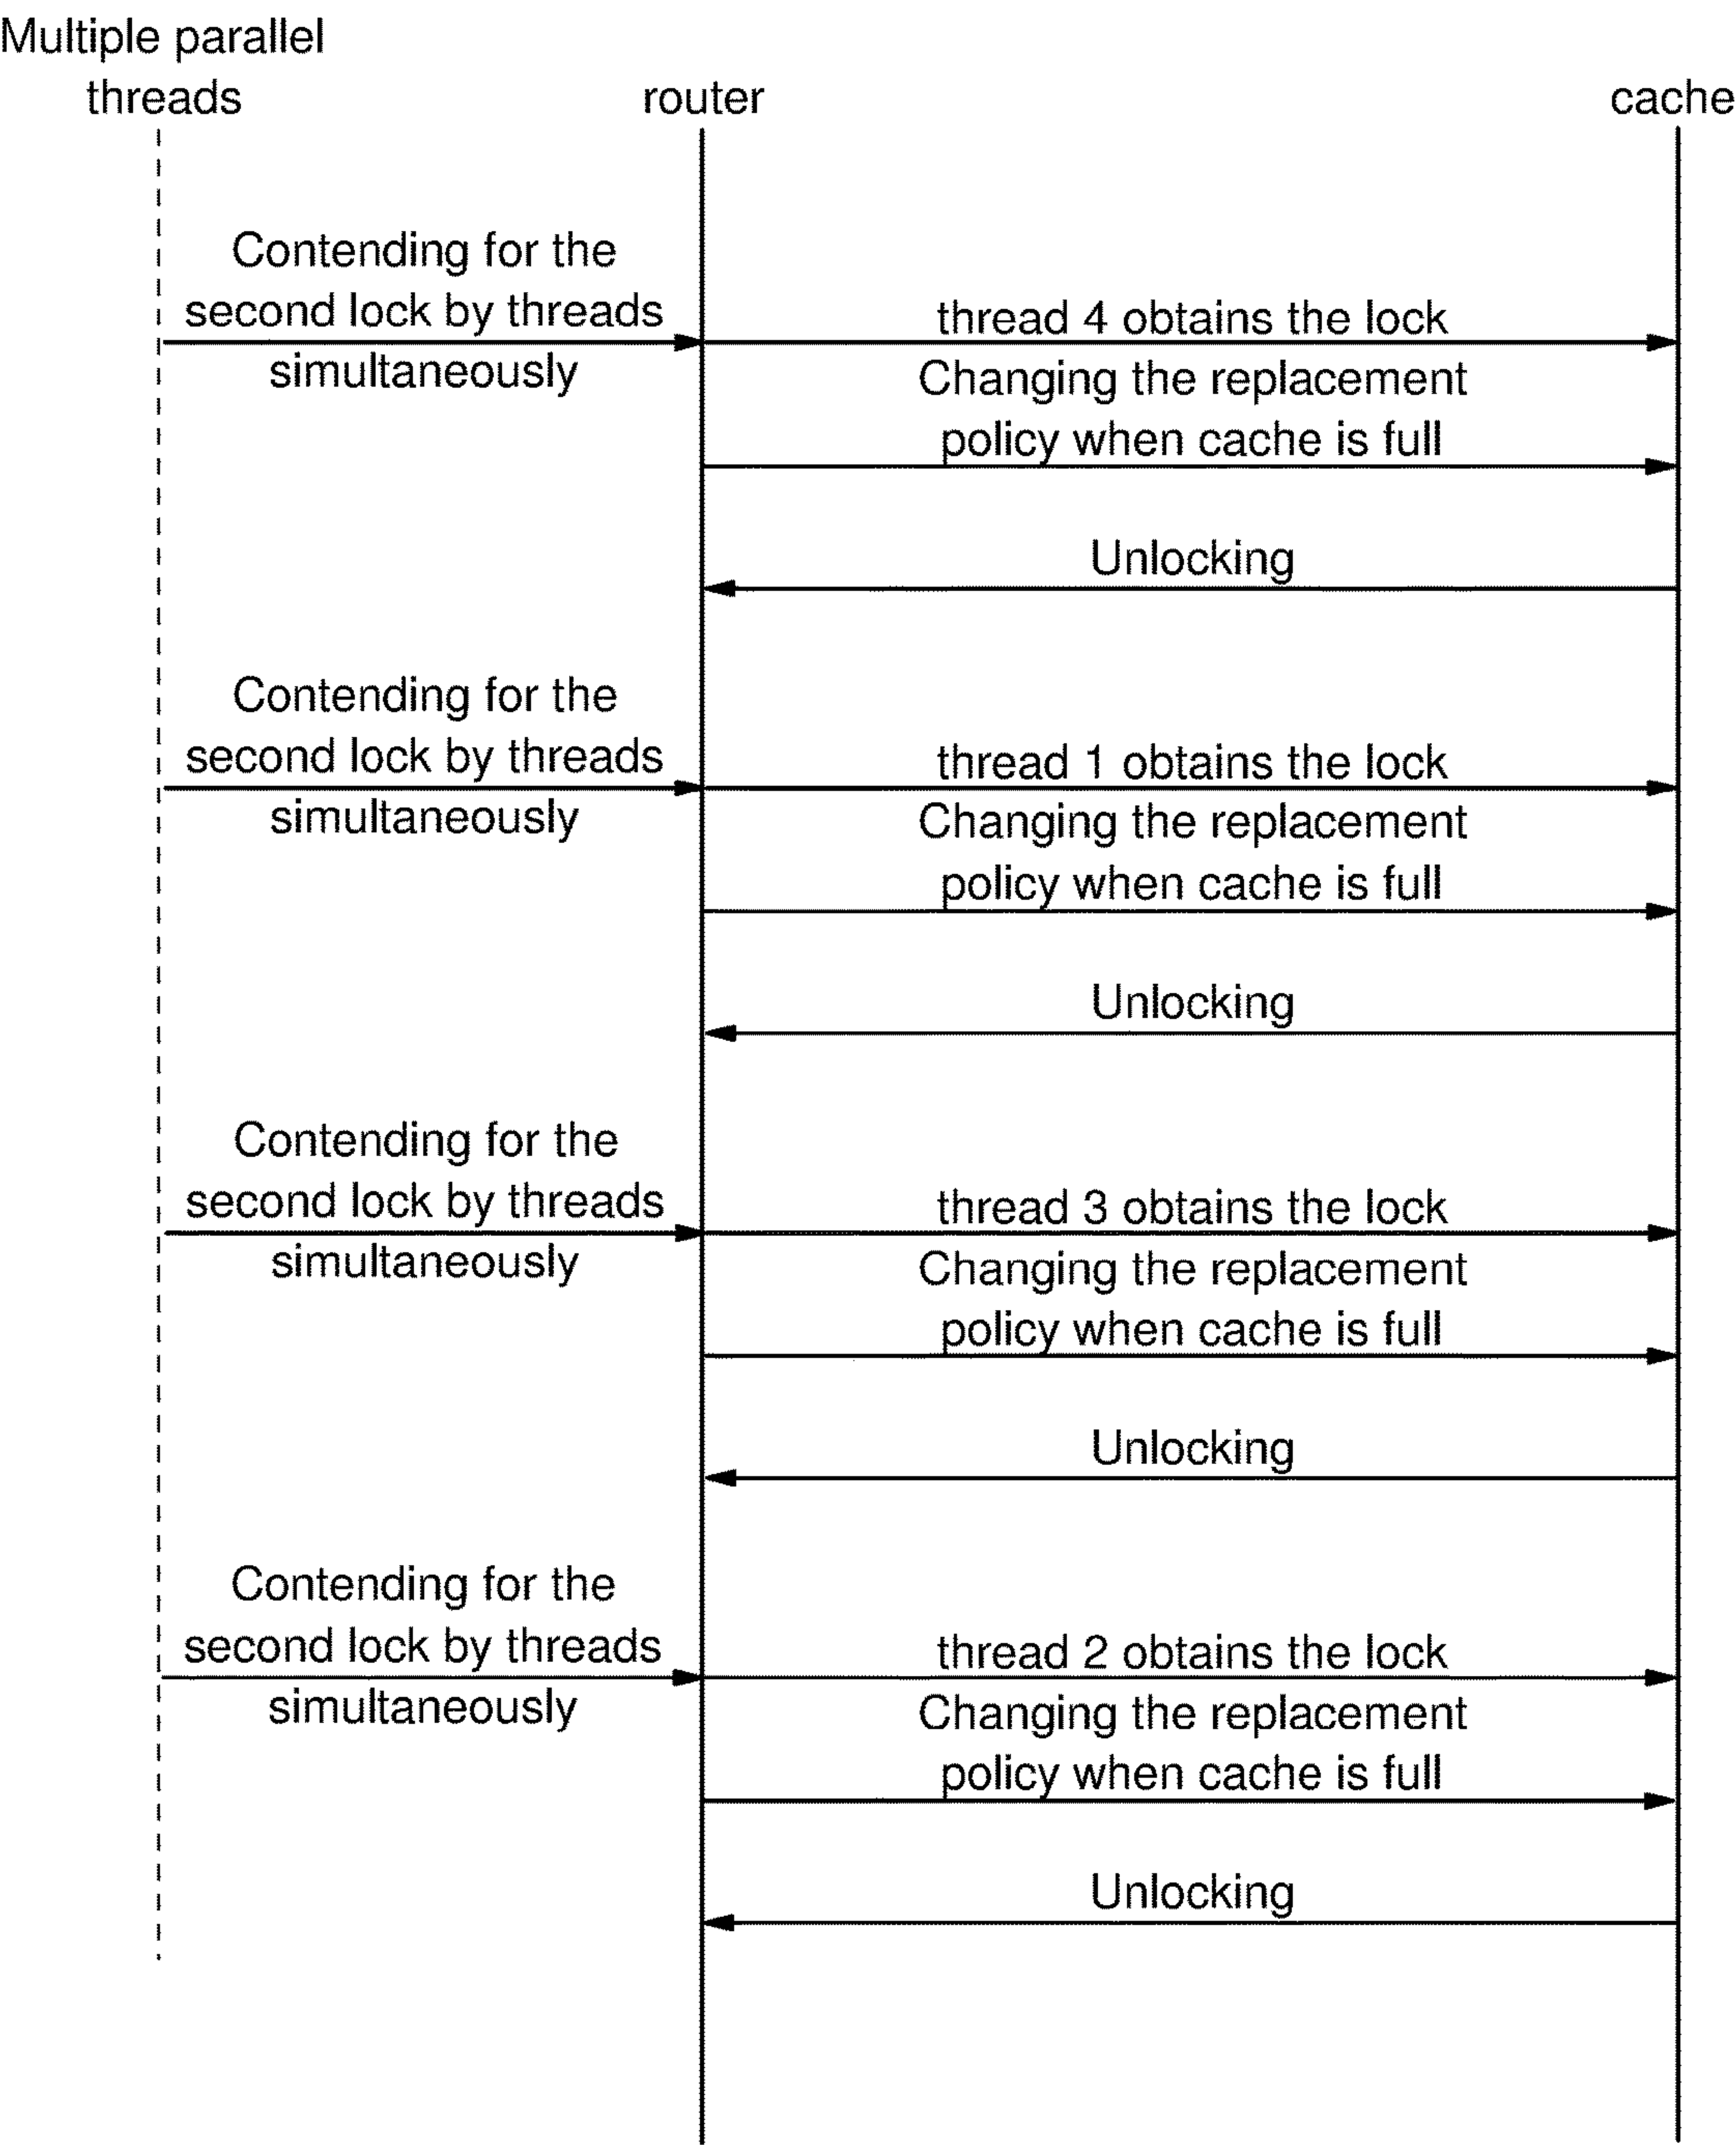 Multiple parallel
threads
router
cache
Contending for the
second lock by threads
simultaneously
thread 4 obtains the lock
Changing the replacement
policy when cache is full
Unlocking
Contending for the
second lock by threads
simultaneously
thread 1 obtains the lock
Changing the replacement
policy when cache is full
Unlocking
Contending for the
second lock by threads
simultaneously
thread 3 obtains the lock
Changing the replacement
policy when cache is full
Unlocking
Contending for the
second lock by threads
simultaneously
thread 2 obtains the lock
Changing the replacement
policy when cache is full
Unlocking